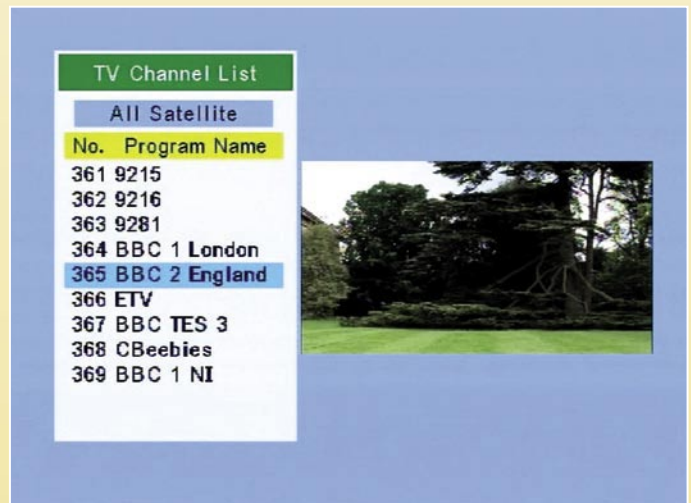 TV Channel List
All Satellite
No. Program Name
361 9215
362 9216
363 9281
364 BBC 1 London
365 BBC 2 England
366 ETV
367 BBC TES 3
368 CBeebies
369 BBC 1 NI